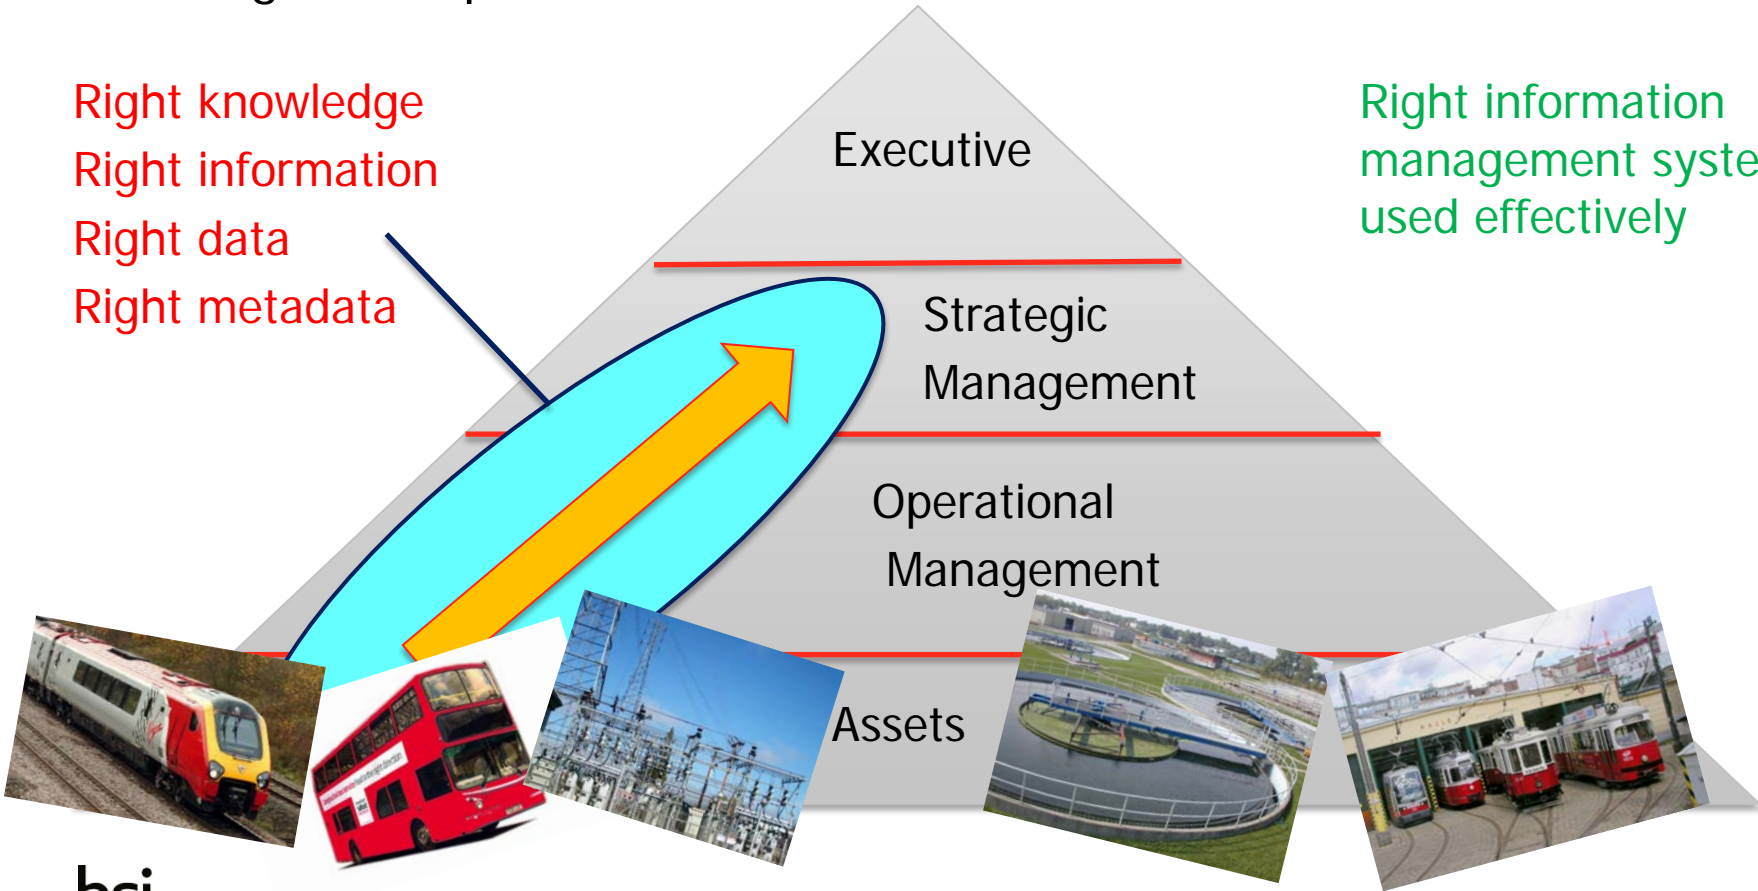 Right knowledge
Right information
Right data
Right metadata
Executive
Right information
management syste
used effectively
Strategic
Management
Operational
Management
Assets
bsi